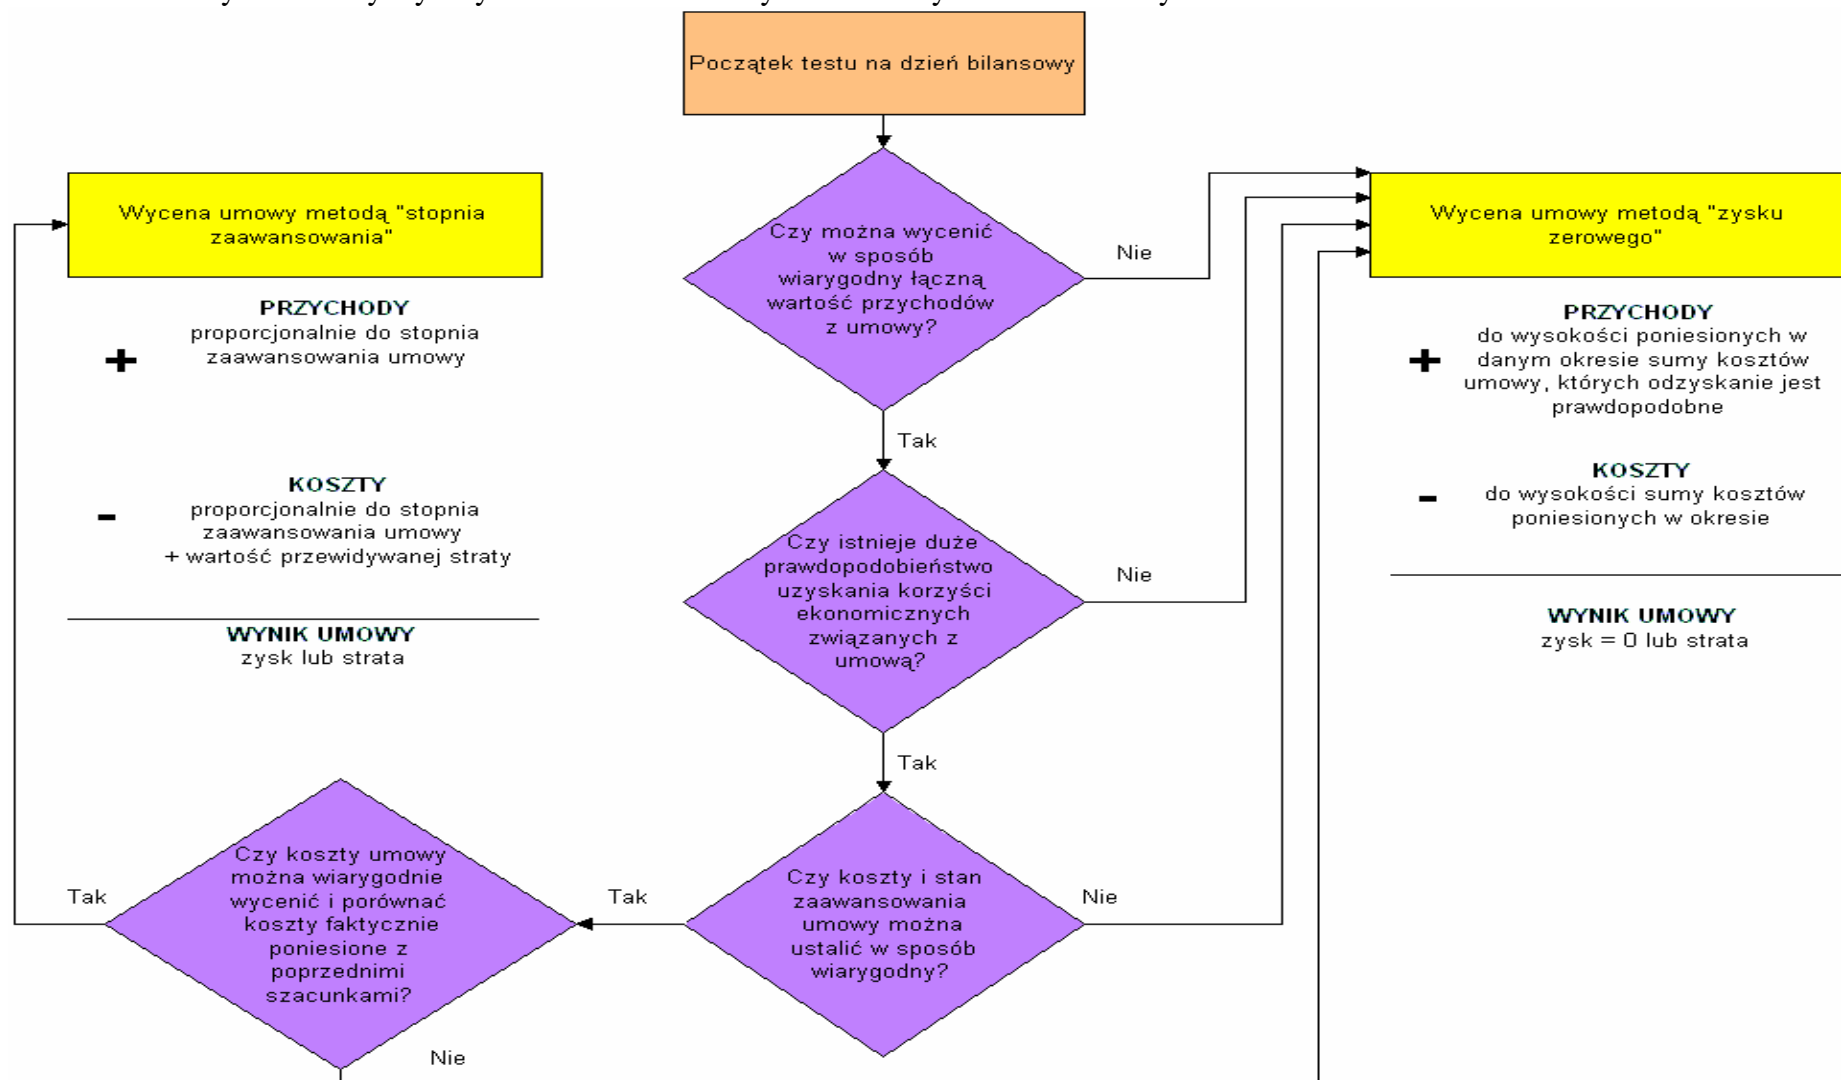 Początek testu na dzień bilansowy
Wycena umowy metodą "stopnia
zaawansowania"
PRZYCHODY
proporcjonalnie do stopnia
zaawansowania umowy
+
KOSZTY
proporcjonalnie do stopnia
zaawansowania umowy
+ wartość przewidywanej straty
-
WYNIK UMOWY
zysk lub strata
Czy można wycenić
w sposób
wiarygodny łączną
wartość przychodów
z umowy?
Nie
Tak
Czy istnieje duże
prawdopodobieństwo
uzyskania korzyści
ekonomicznych
związanych z
umową?
Nie
Tak
Czy koszty i stan
zaawansowania
umowy można
ustalić w sposób
wiarygodny?
Nie
Tak
Czy koszty umowy
można wiarygodnie
wycenić i porównać
koszty faktycznie
poniesione z
poprzednimi
szacunkami?
Tak
Nie
Wycena umowy metodą "zysku
zerowego"
PRZYCHODY
do wysokości poniesionych w
danym okresie sumy kosztów
umowy, których odzyskanie jest
prawdopodobne
+
KOSZTY
do wysokości sumy kosztów
poniesionych w okresie
-
WYNIK UMOWY
zysk = 0 lub strata